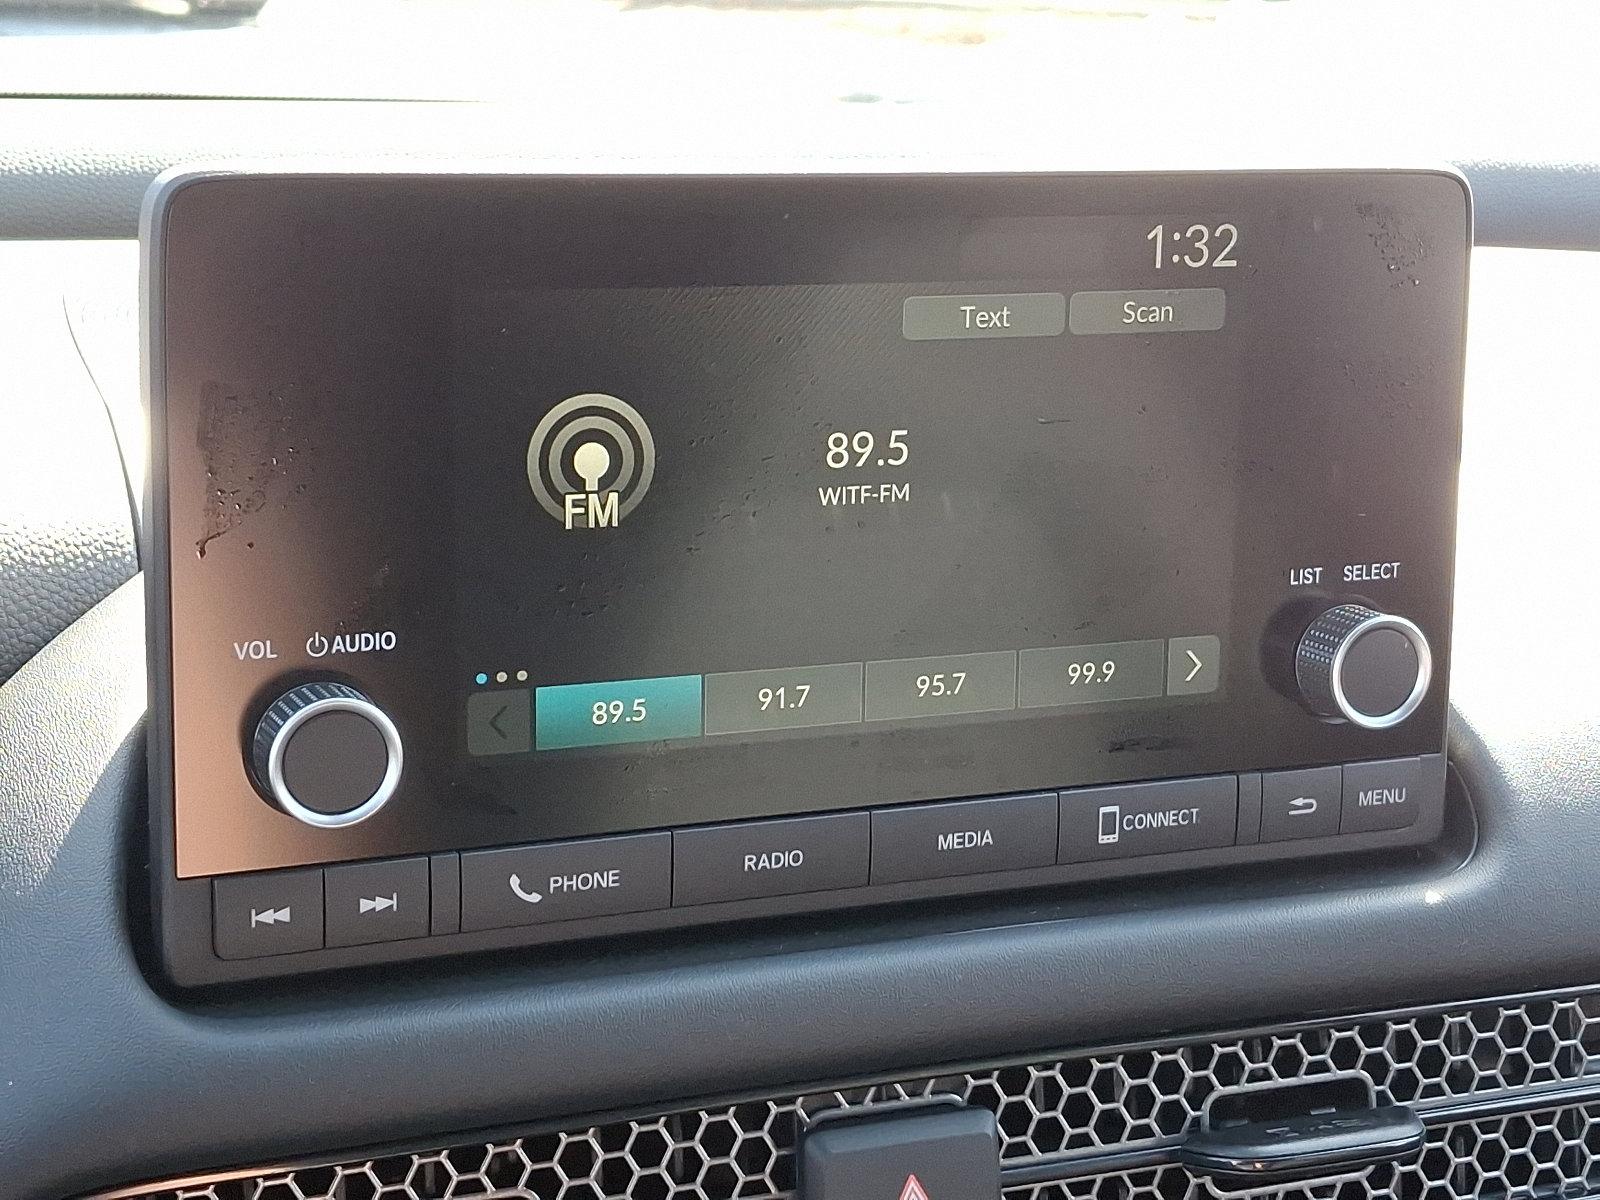 1:32
Text Scan
FM
89.5
WITF-FM
LIST SELECT
VOL AUDIO
89.5 91.7 95.7 99.9
PHONE RADIO MEDIA CONNECT MENU